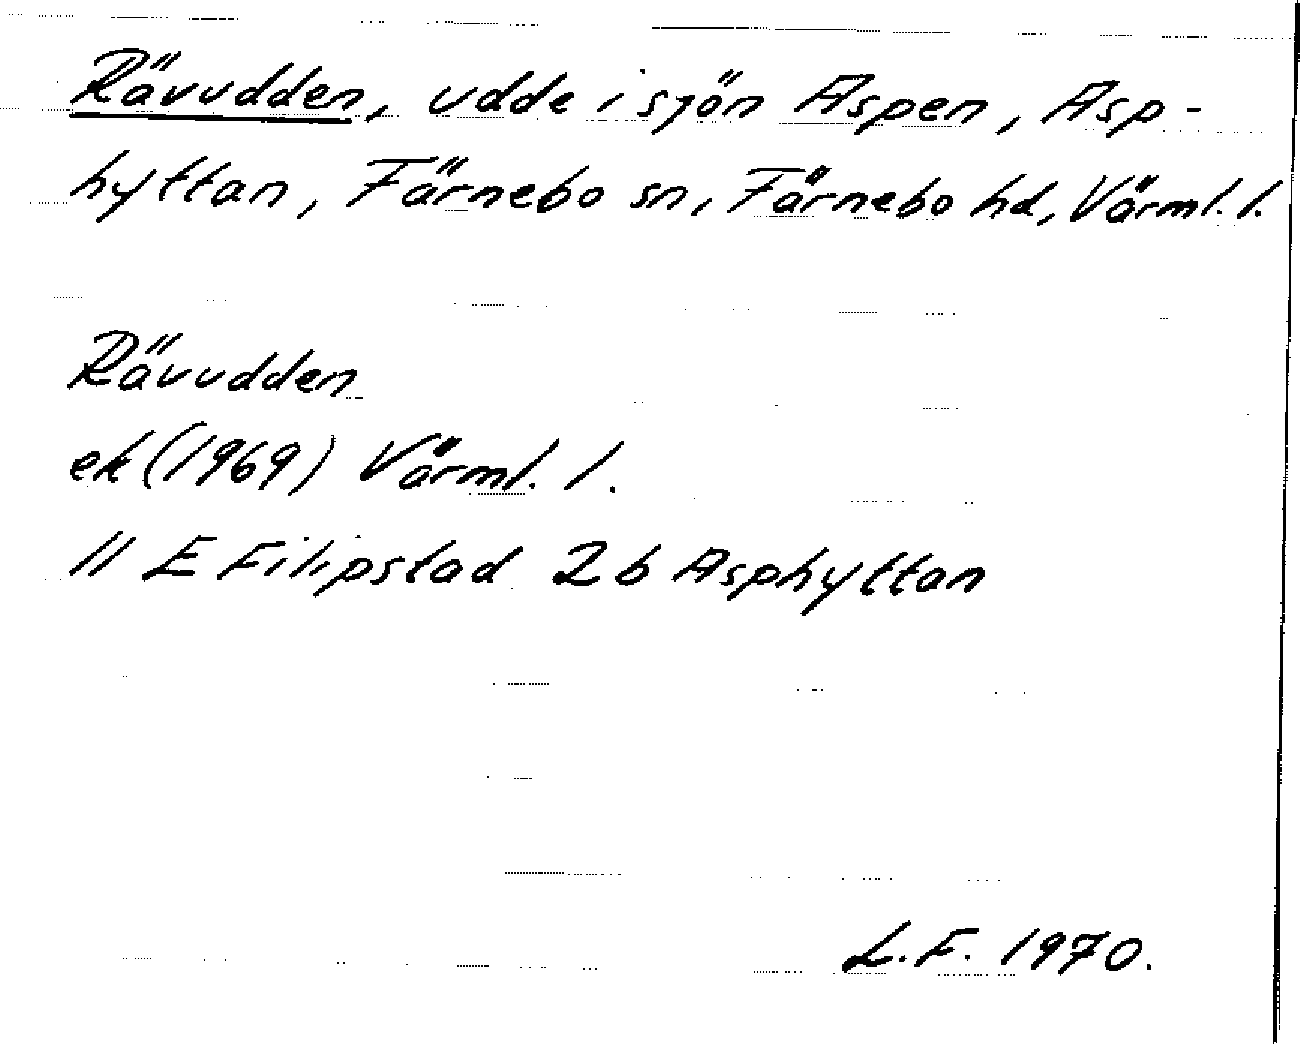 Rävudden, udde i sjön Aspen, Asp-
hyttan, Färnebo sn, Färnebo hd, Värml. l.
Rävudden
ek (1969) Värml. l.
11 E Filipstad 2 b Asphyttan
L.F. 1970.